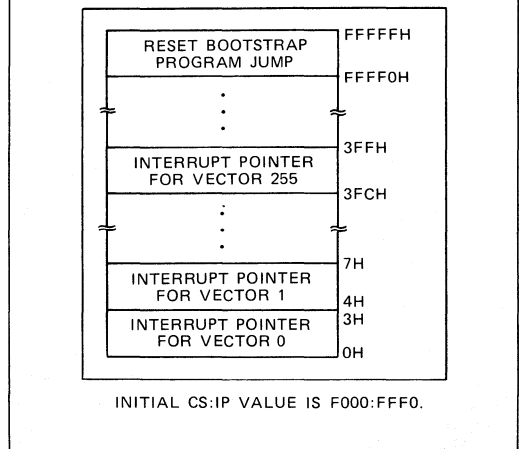 RESET BOOTSTRAP
PROGRAM JUMP
FFFFFH
FFFF0H
3FFH
INTERRUPT POINTER
FOR VECTOR 255
3FCH
7H
INTERRUPT POINTER
FOR VECTOR 1
4H
3H
INTERRUPT POINTER
FOR VECTOR 0
0H
INITIAL CS:IP VALUE IS F000:FFF0.